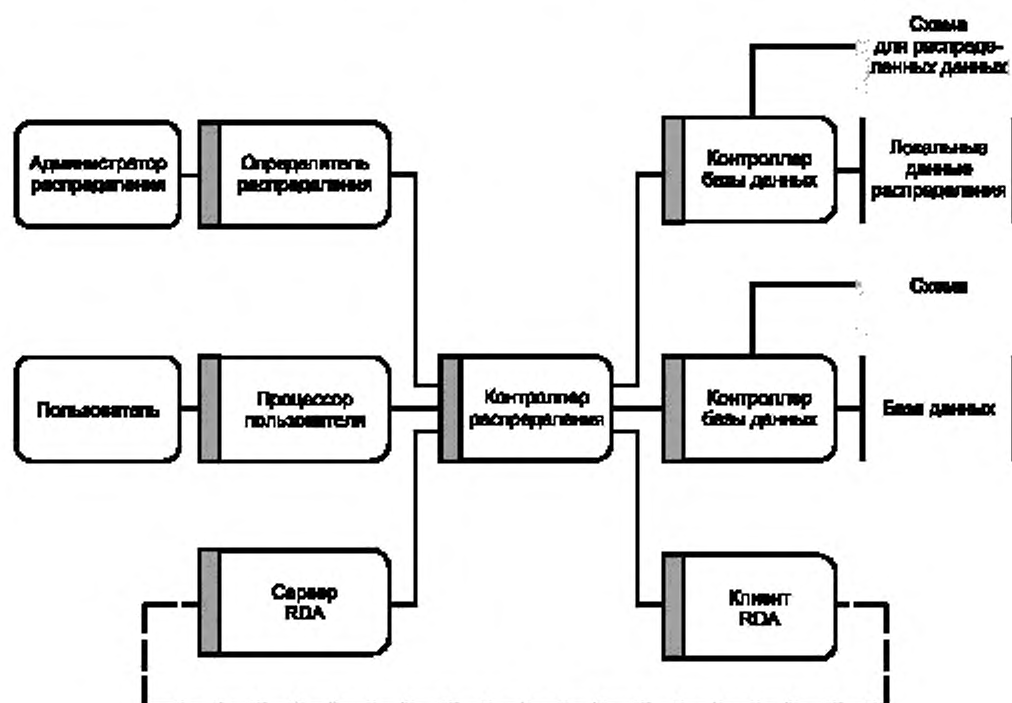 Схема
для распреде-
ленных данных
Администратор
распределения
Определитель
распределения
Контроллер
базы данных
Локальные
данные
распределения
Схема
Пользователь
Процессор
пользователя
Контроллер
распределения
Контроллер
базы данных
База данных
Сервер
RDA
Клиент
RDA